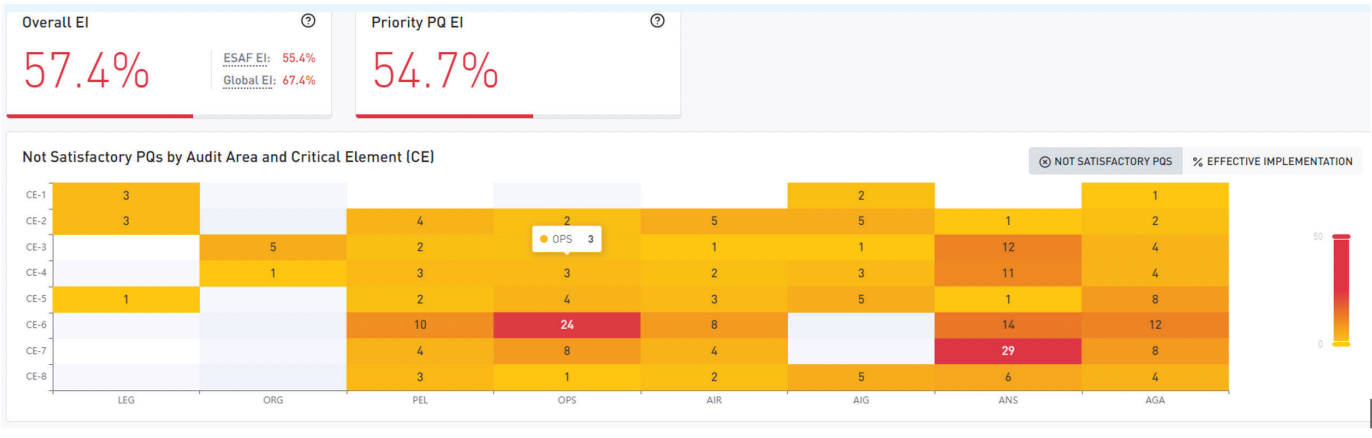 Overall EI
57.4%
ESAF EI: 55.4%
Global EI: 67.4%
Priority PQ EI
54.7%
Not Satisfactory PQs by Audit Area and Critical Element (CE)
NOT SATISFACTORY PQS % EFFECTIVE IMPLEMENTATION
CE-1 3 2 1
CE-2 3 4 2 5 5 1 2
CE-3 5 2 1 1 12 4
OPS 3
CE-4 1 3 3 2 3 11 4
CE-5 1 2 4 3 5 1 8
CE-6 10 24 8 14 12
CE-7 4 8 4 29 8
CE-8 3 1 2 5 6 4
LEG ORG PEL OPS AIR AIG ANS AGA
50
0